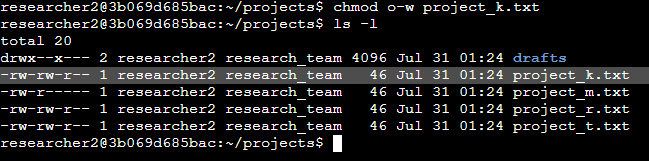 researcher2@3b069d685bac:~/projects$ chmod o-w project_k.txt
researcher2@3b069d685bac:~/projects$ ls -l
total 20
drwx--x--- 2 researcher2 research_team 4096 Jul 31 01:24 drafts
-rw-rw-r-- 1 researcher2 research_team   46 Jul 31 01:24 project_k.txt
-rw-r----- 1 researcher2 research_team   46 Jul 31 01:24 project_m.txt
-rw-rw-r-- 1 researcher2 research_team   46 Jul 31 01:24 project_r.txt
-rw-rw-r-- 1 researcher2 research_team   46 Jul 31 01:24 project_t.txt
researcher2@3b069d685bac:~/projects$